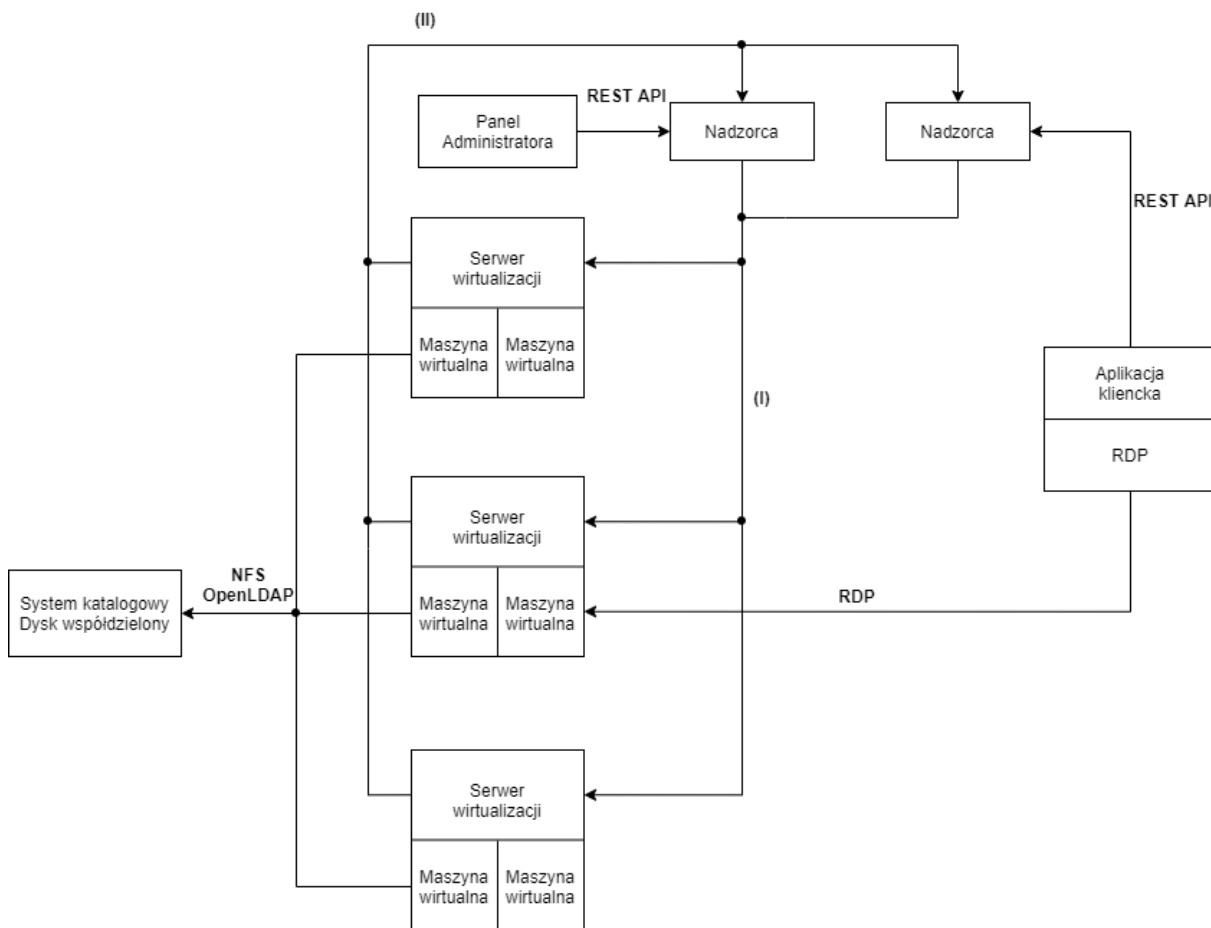 (II)
REST API
Panel
Administratora
Nadzorca
Nadzorca
REST API
Serwer
wirtualizacji
Maszyna
wirtualna
Maszyna
wirtualna
(I)
Aplikacja
kliencka
RDP
Serwer
wirtualizacji
Maszyna
wirtualna
Maszyna
wirtualna
RDP
NFS
OpenLDAP
System katalogowy
Dysk współdzielony
Serwer
wirtualizacji
Maszyna
wirtualna
Maszyna
wirtualna